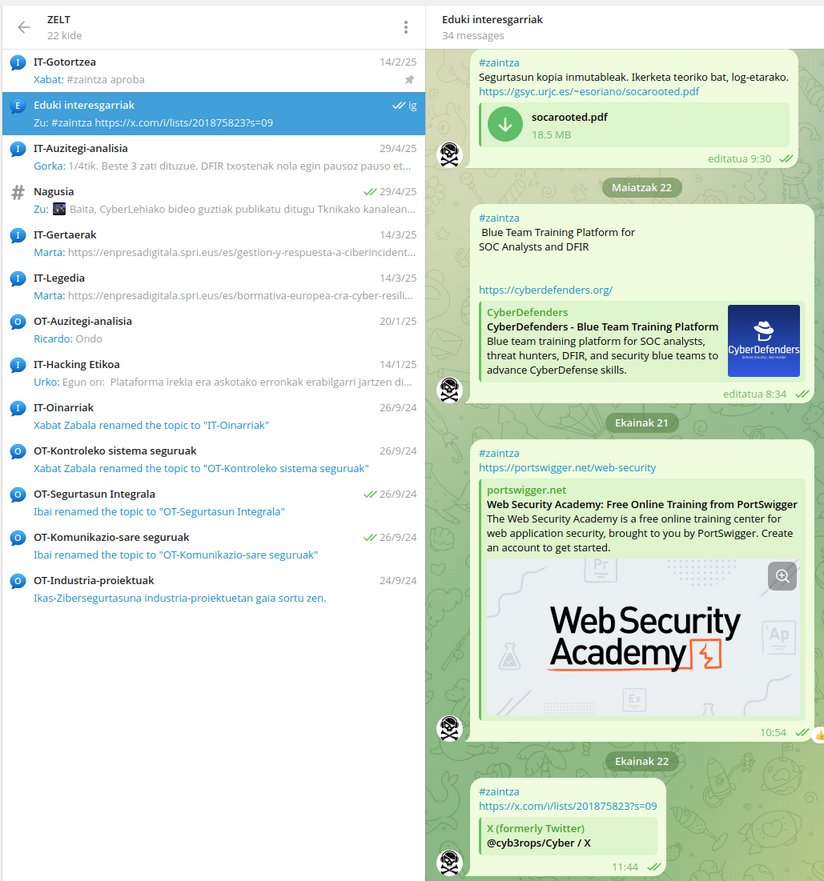 ZELT
22 kide
IT-Gotortzea
14/2/25
Xabat: #zaintza aproba
Eduki interesgarriak
ig
Zu: #zaintza https://x.com/i/lists/201875823?s=09
IT-Auzitegi-analisia
29/4/25
Gorka: 1/4tik. Beste 3 zati dituzue. DFIR txostenak nola egin pausoz pauso et...
Nagusia
29/4/25
Zu: Baita, CyberLehiako bideo guztiak publikatu ditugu Tknikako kanalean...
IT-Gertaerak
14/3/25
Marta: https://enpresadigitala.spri.eus/es/gestion-y-respuesta-a-ciberincident...
IT-Legedia
14/3/25
Marta: https://enpresadigitala.spri.eus/es/bormativa-europea-cra-cyber-resili...
OT-Auzitegi-analisia
20/1/25
Ricardo: Ondo
IT-Hacking Etikoa
14/1/25
Urko: Egun on: Plataforma irekia era askotako erronkak erabilgarri jartzen di...
IT-Oinarriak
26/9/24
Xabat Zabala renamed the topic to "IT-Oinarriak"
OT-Kontroleko sistema seguruak
26/9/24
Xabat Zabala renamed the topic to "OT-Kontroleko sistema seguruak"
OT-Segurtasun Integrala
26/9/24
Ibai renamed the topic to "OT-Segurtasun Integrala"
OT-Komunikazio-sare seguruak
26/9/24
Ibai renamed the topic to "OT-Komunikazio-sare seguruak"
OT-Industria-proiektuak
24/9/24
Ikas-Zibersegurtasuna industria-proiektuetan gaia sortu zen.
Eduki interesgarriak
34 messages
#zaintza
Segurtasun kopia inmutableak. Ikerketa teoriko bat, log-etarako.
https://gsyc.urjc.es/~esoriano/socarooted.pdf
socarooted.pdf
18.5 MB
editatua 9:30
Maiatzak 22
#zaintza
Blue Team Training Platform for
SOC Analysts and DFIR
https://cyberdefenders.org/
CyberDefenders
CyberDefenders - Blue Team Training Platform
Blue team training platform for SOC analysts,
threat hunters, DFIR, and security blue teams to
advance CyberDefense skills.
CyberDefenders
editatua 8:34
Ekainak 21
#zaintza
https://portswigger.net/web-security
portswigger.net
Web Security Academy: Free Online Training from PortSwigger
The Web Security Academy is a free online training center for
web application security, brought to you by PortSwigger. Create
an account to get started.
Pr
Web Security
Academy
Ap
Ex
10:54
Ekainak 22
#zaintza
https://x.com/i/lists/201875823?s=09
X (formerly Twitter)
@cyb3rops/Cyber / X
11:44